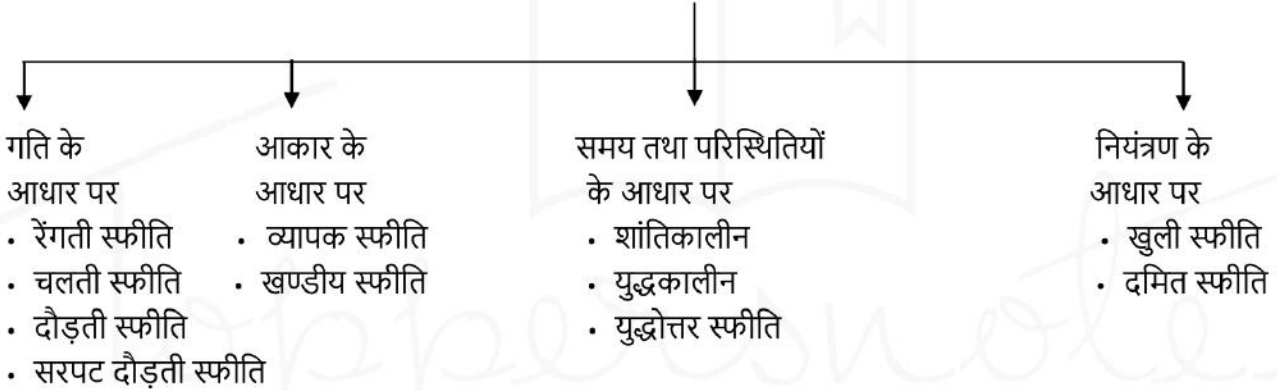 गति के
आधार पर
• रेंगती स्फीति
• चलती स्फीति
• दौड़ती स्फीति
• सरपट दौड़ती स्फीति
आकार के
आधार पर
• व्यापक स्फीति
• खण्डीय स्फीति
समय तथा परिस्थितियों
के आधार पर
• शांतिकालीन
• युद्धकालीन
• युद्धोत्तर स्फीति
नियंत्रण के
आधार पर
• खुली स्फीति
• दमित स्फीति
Toppersnotes